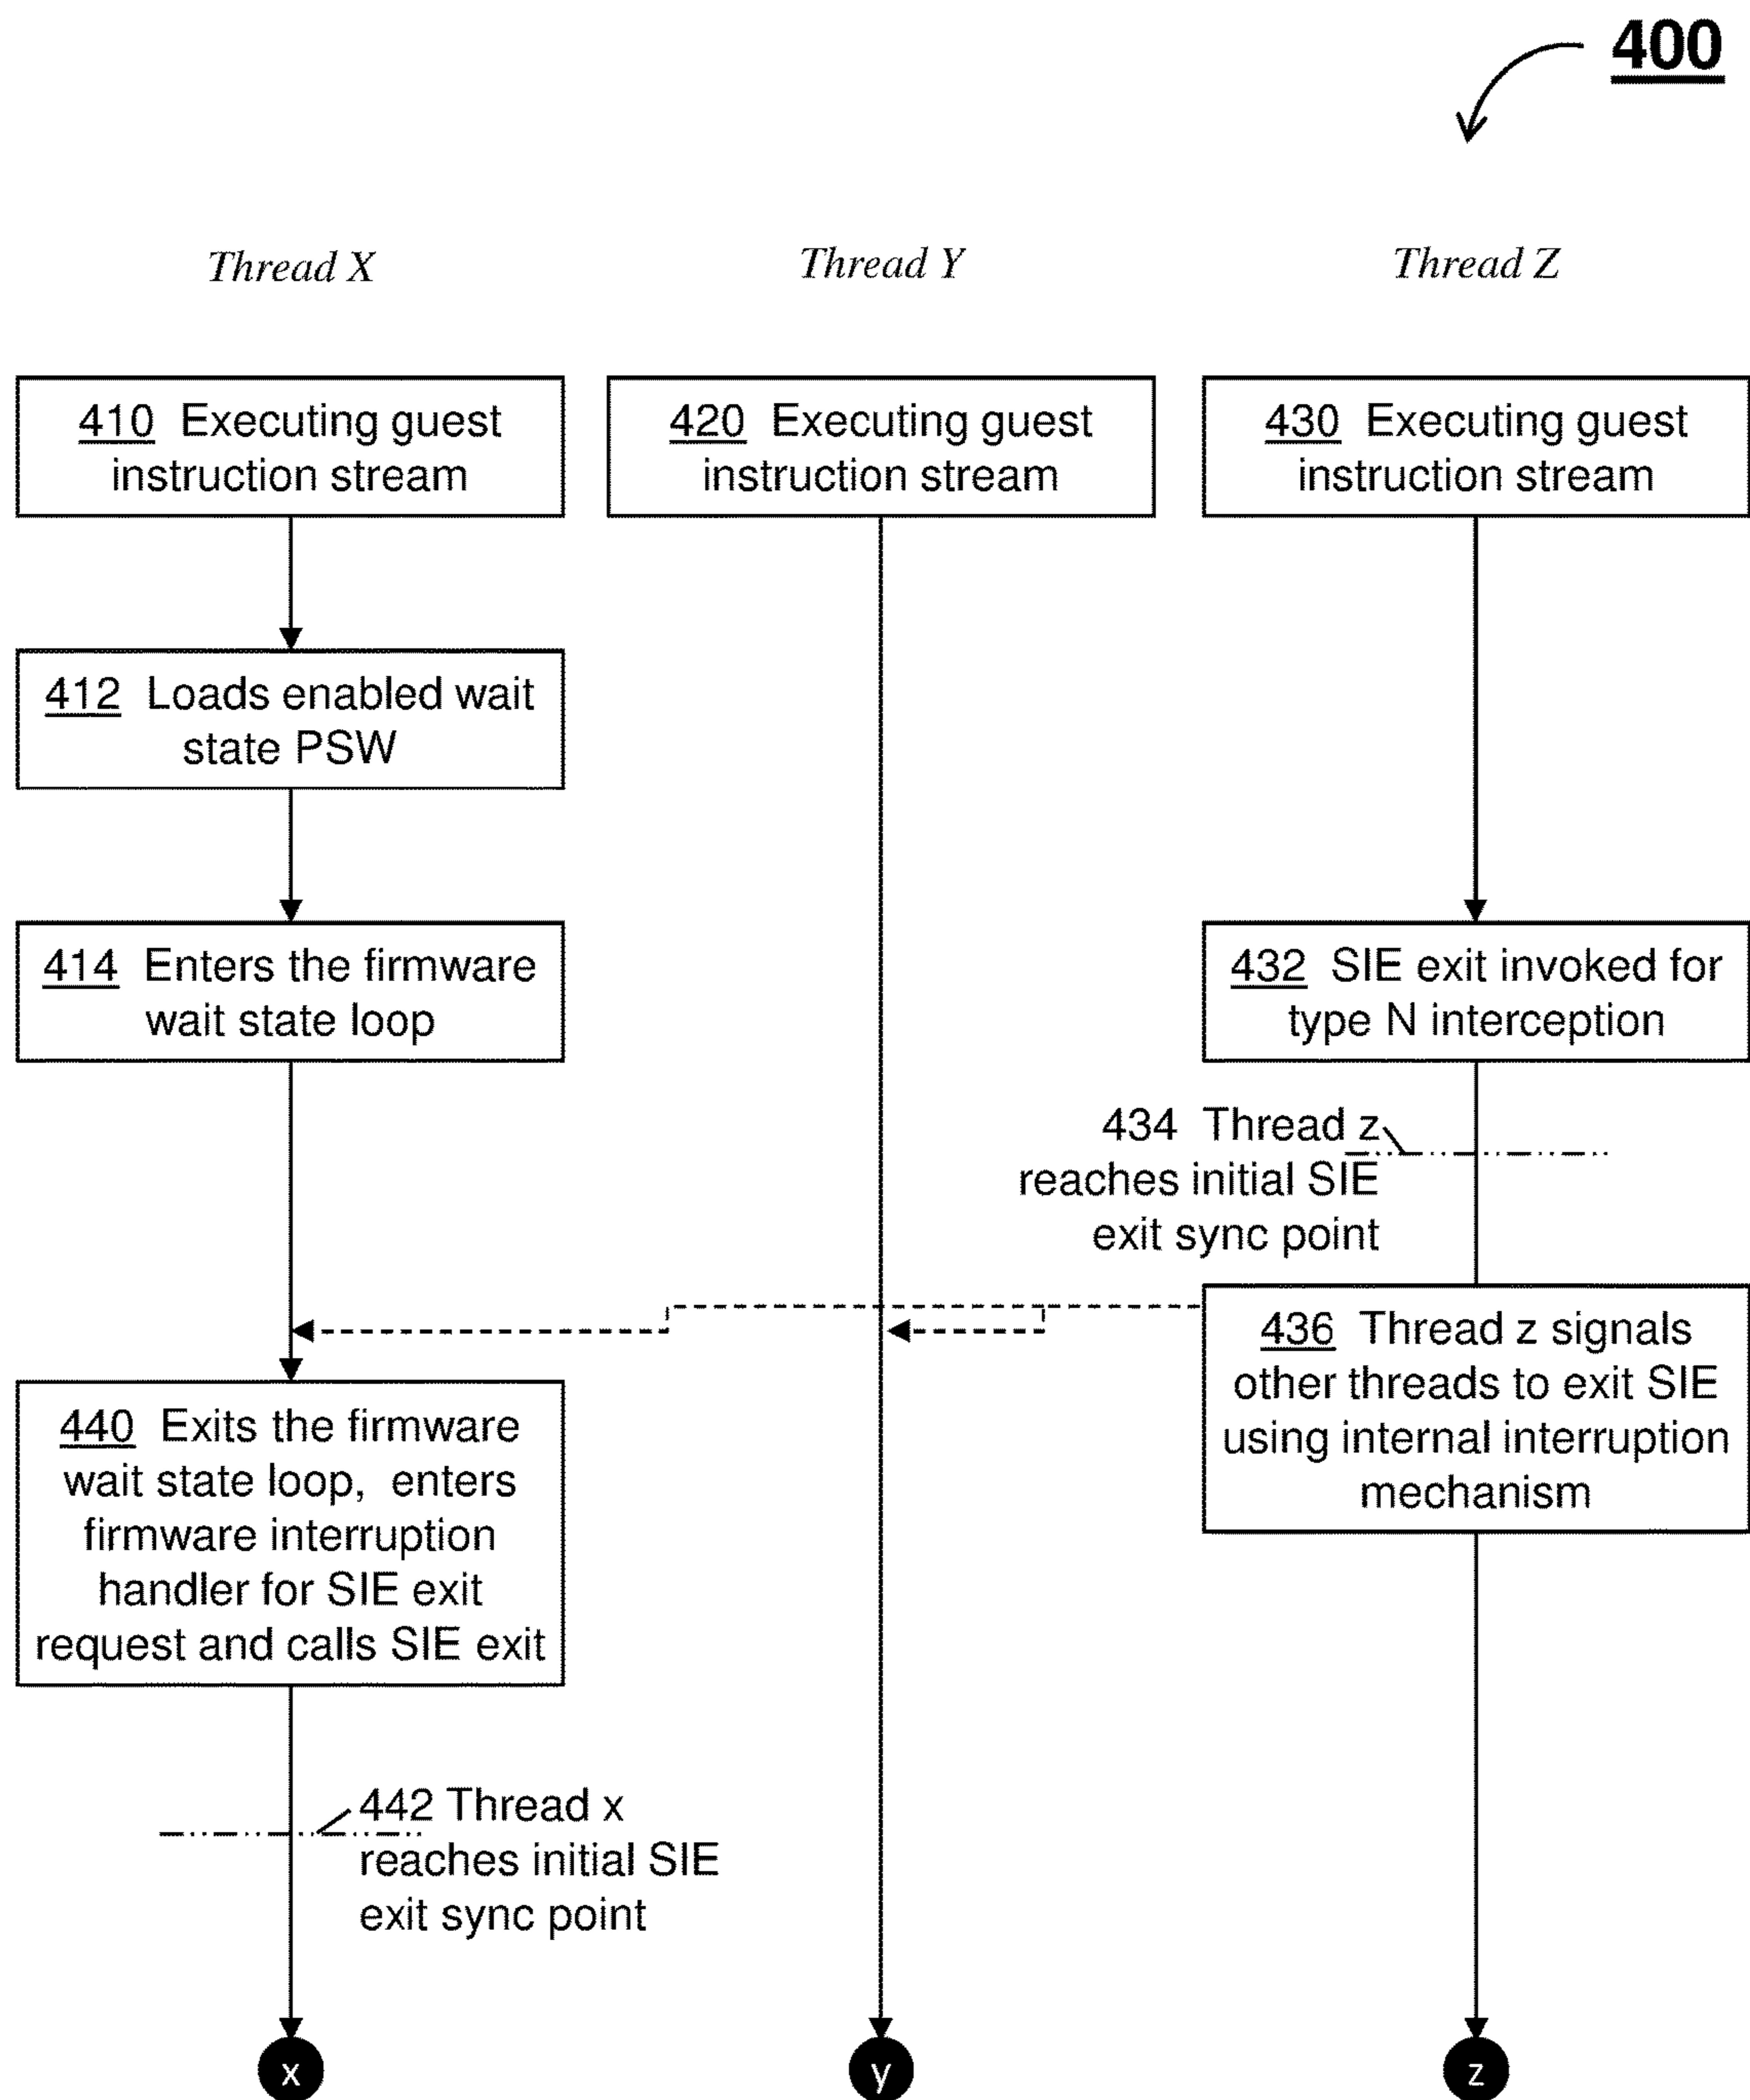 400
Thread X
Thread Y
Thread Z
410 Executing guest
instruction stream
420 Executing guest
instruction stream
430 Executing guest
instruction stream
412 Loads enabled wait
state PSW
414 Enters the firmware
wait state loop
432 SIE exit invoked for
type N interception
434 Thread z
reaches initial SIE
exit sync point
436 Thread z signals
other threads to exit SIE
using internal interruption
mechanism
440 Exits the firmware
wait state loop, enters
firmware interruption
handler for SIE exit
request and calls SIE exit
442 Thread x
reaches initial SIE
exit sync point
x
y
z